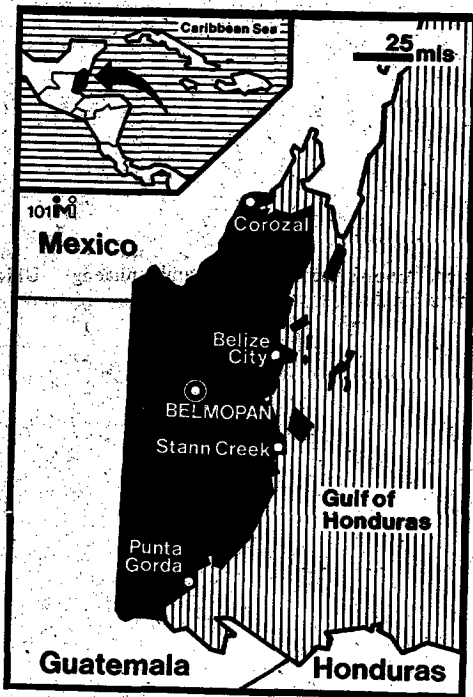 Caribbean Sea
25 mls
101
Mexico
Corozal
Belize
City
BELMOPAN
Stann Creek
Gulf of
Honduras
Punta
Gorda
Guatemala
Honduras